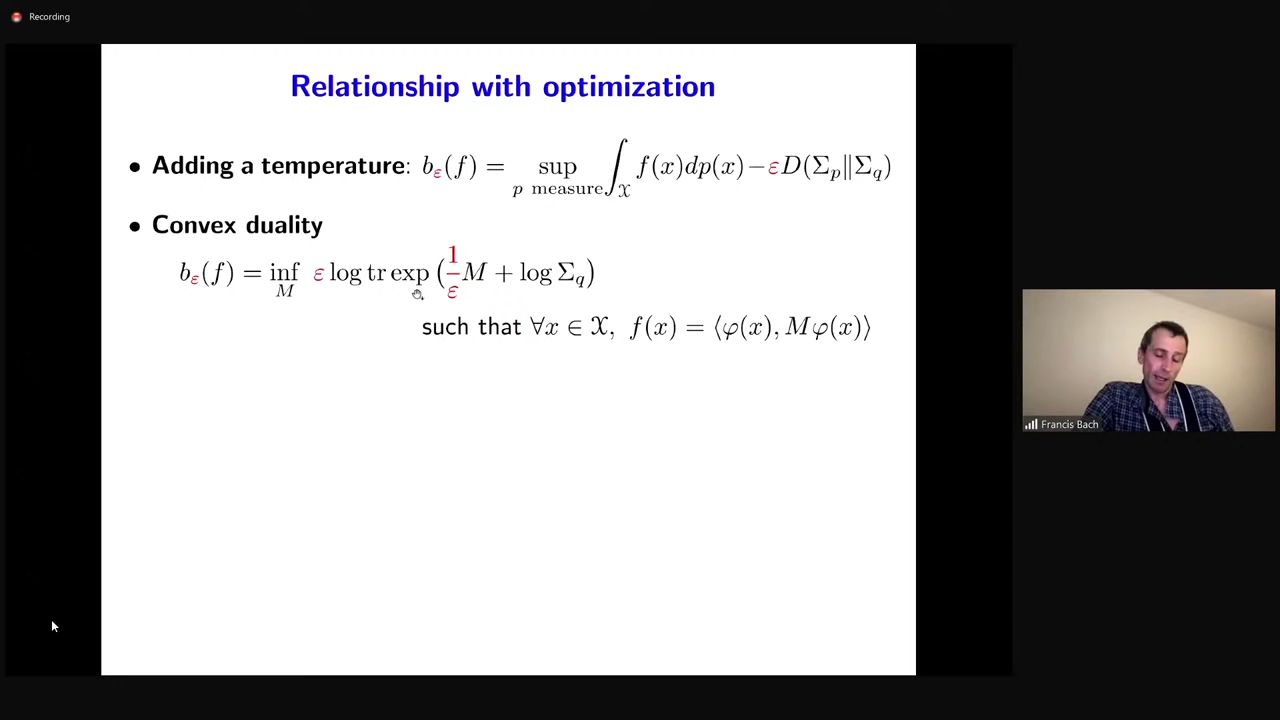 Recording
Relationship with optimization
• Adding a temperature: b_ε(f) = sup_{p measure} ∫_𝒳 f(x)dp(x) − εD(Σ_p‖Σ_q)
• Convex duality
b_ε(f) = inf_M ε log tr exp (1/ε M + log Σ_q)
such that ∀x ∈ 𝒳, f(x) = ⟨φ(x), Mφ(x)⟩
Francis Bach